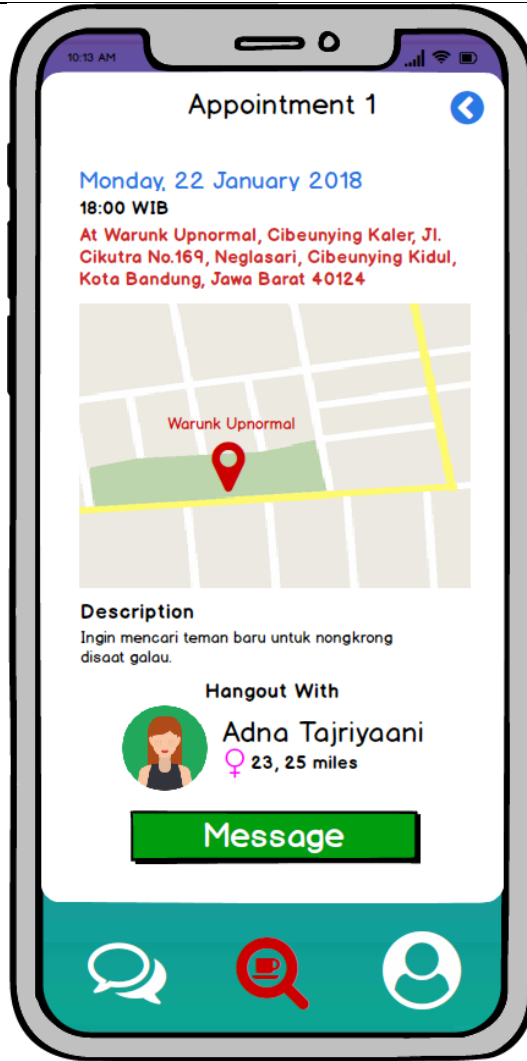 10:13 AM
Appointment 1
Monday, 22 January 2018
18:00 WIB
At Warunk Upnormal, Cibeunying Kaler, Jl.
Cikutra No.169, Neglasari, Cibeunying Kidul,
Kota Bandung, Jawa Barat 40124
Warunk Upnormal
Description
Ingin mencari teman baru untuk nongkrong
disaat galau.
Hangout With
Adna Tajriyaani
23, 25 miles
Message